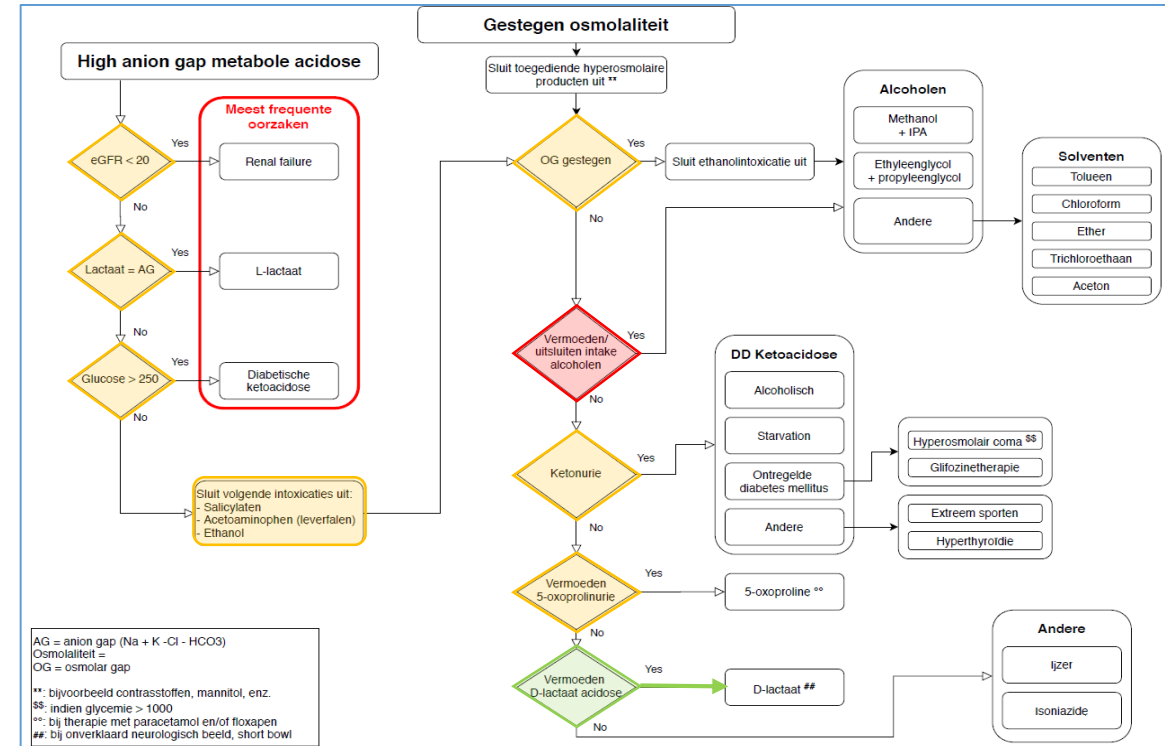 Gestegen osmolaliteit
High anion gap metabole acidose
Sluit toegediende hyperosmolaire
producten uit **
Meest frequente
oorzaken
eGFR < 20
Yes
Renal failure
No
Lactaat = AG
Yes
L-lactaat
No
Glucose > 250
Yes
Diabetische
ketoacidose
No
Sluit volgende intoxicaties uit:
- Salicylaten
- Acetoaminophen (leverfalen)
- Ethanol
OG gestegen
Yes
Sluit ethanolintoxicatie uit
No
Alcoholen
Methanol
+ IPA
Ethyleenglycol
+ propyleenglycol
Andere
Solventen
Tolueen
Chloroform
Ether
Trichloroethaan
Aceton
Vermoeden/
uitsluiten intake
alcoholen
Yes
No
DD Ketoacidose
Alcoholisch
Starvation
Ontregelde
diabetes mellitus
Andere
Hyperosmolair coma $$
Glifozinetherapie
Extreem sporten
Hyperthyroïdie
Ketonurie
Yes
No
Vermoeden
5-oxoprolinurie
Yes
5-oxoproline °°
No
Vermoeden
D-lactaat acidose
Yes
D-lactaat ##
No
Andere
Ijzer
Isoniazide
AG = anion gap (Na + K -Cl - HCO3)
Osmolaliteit =
OG = osmolar gap
**: bijvoorbeeld contrasstoffen, mannitol, enz.
$$: indien glycemie > 1000
°°: bij therapie met paracetamol en/of floxapen
##: bij onverklaard neurologisch beeld, short bowl